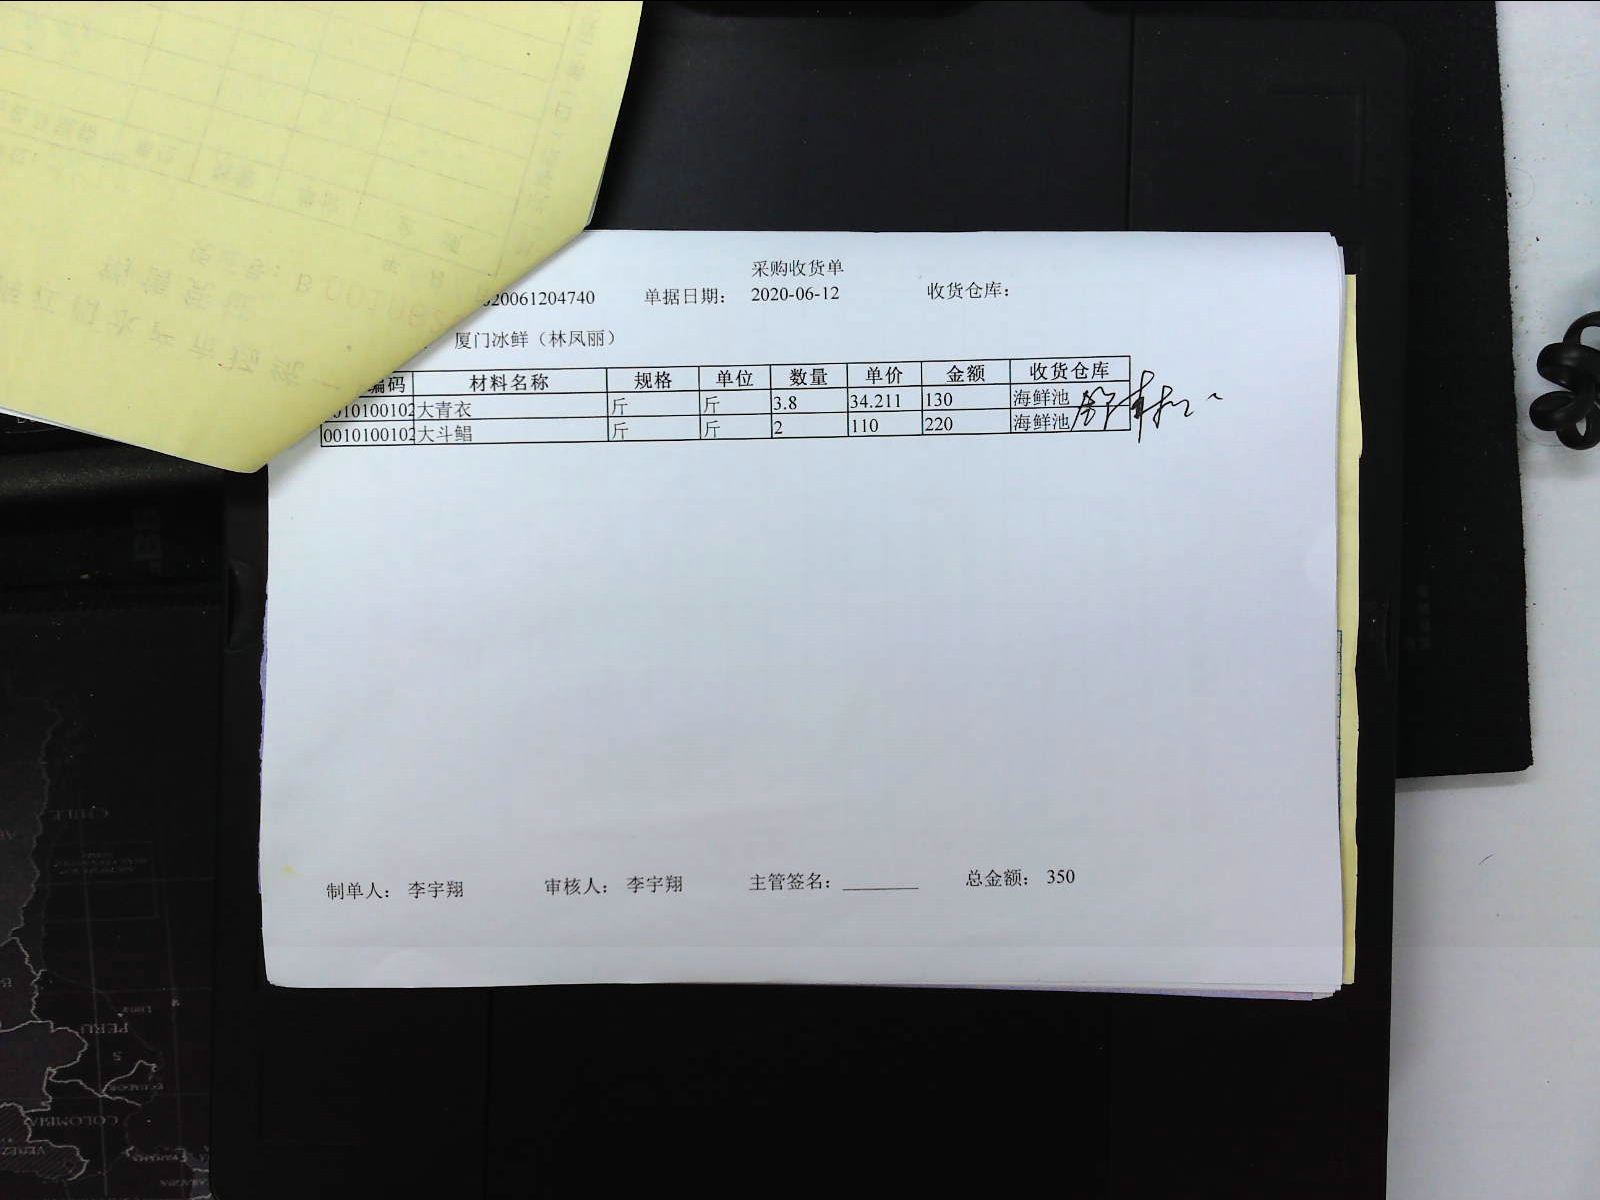 采购收货单
20061204740 单据日期： 2020-06-12 收货仓库：
厦门冰鲜（林凤丽）
编码 材料名称 规格 单位 数量 单价 金额 收货仓库
010100102 大青衣 斤 斤 3.8 34.211 130 海鲜池
0010100102 大斗鲳 斤 斤 2 110 220 海鲜池
制单人： 李宇翔 审核人： 李宇翔 主管签名： 总金额： 350